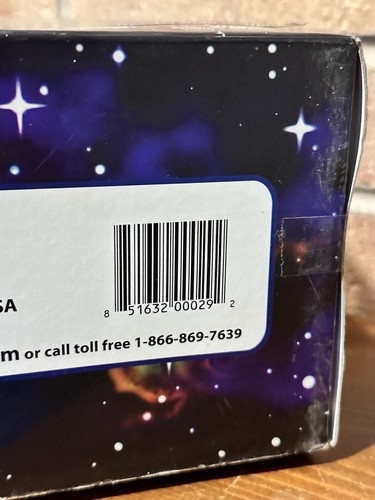 SA
8 51632 00029 2
m or call toll free 1-866-869-7639